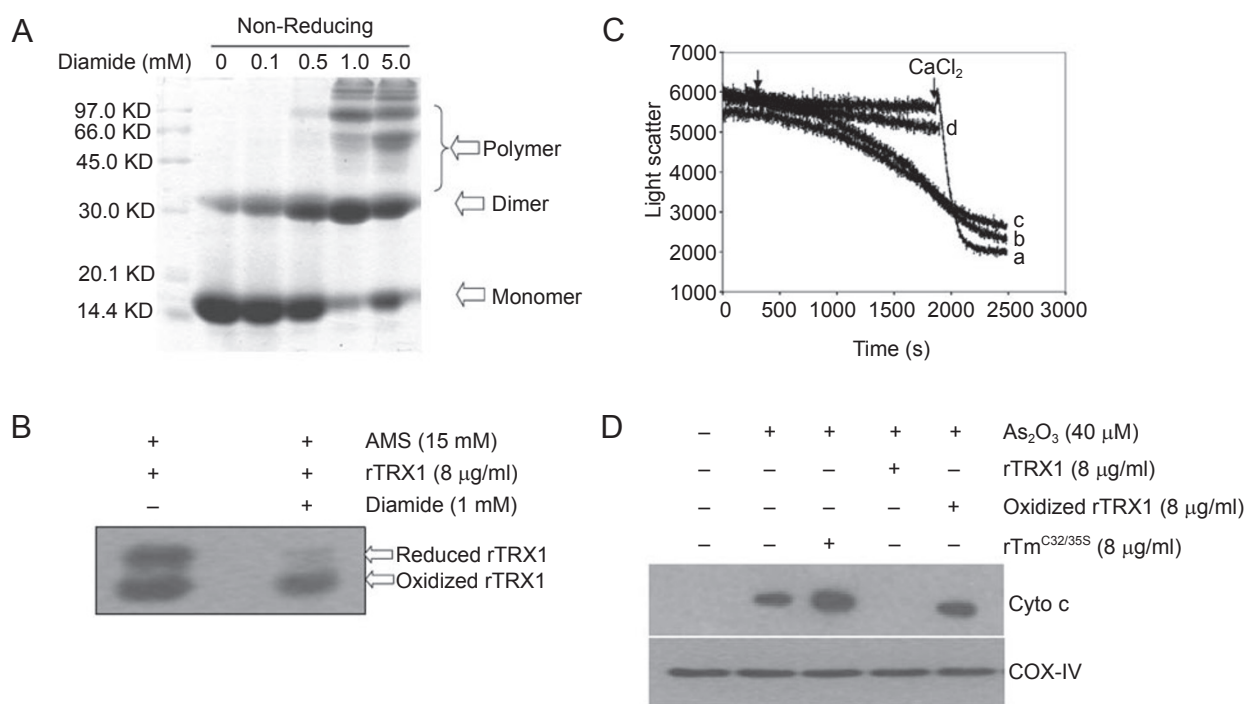 A
Non-Reducing
Diamide (mM) 0 0.1 0.5 1.0 5.0
97.0 KD
66.0 KD
45.0 KD
30.0 KD
20.1 KD
14.4 KD
Polymer
Dimer
Monomer
B
+ + AMS (15 mM)
+ + rTRX1 (8 μg/ml)
– + Diamide (1 mM)
Reduced rTRX1
Oxidized rTRX1
C
7000
6000
5000
4000
3000
2000
1000
Light scatter
CaCl₂
d
c
b
a
0 500 1000 1500 2000 2500 3000
Time (s)
D
– + + + + As₂O₃ (40 μM)
– – – + – rTRX1 (8 μg/ml)
– – – – + Oxidized rTRX1 (8 μg/ml)
– – + – – rTm^C32/35S (8 μg/ml)
Cyto c
COX-IV